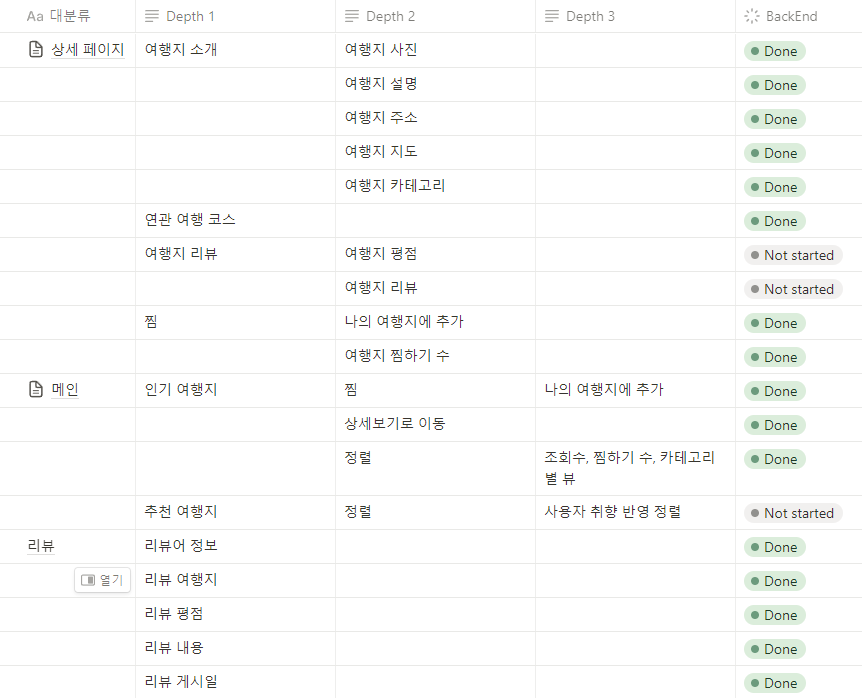 Aa 대분류 Depth 1 Depth 2 Depth 3 BackEnd
상세 페이지 여행지 소개 여행지 사진 Done
여행지 설명 Done
여행지 주소 Done
여행지 지도 Done
여행지 카테고리 Done
연관 여행 코스 Done
여행지 리뷰 여행지 평점 Not started
여행지 리뷰 Not started
찜 나의 여행지에 추가 Done
여행지 찜하기 수 Done
메인 인기 여행지 찜 나의 여행지에 추가 Done
상세보기로 이동 Done
정렬 조회수, 찜하기 수, 카테고리 Done
별 뷰
추천 여행지 정렬 사용자 취향 반영 정렬 Not started
리뷰 리뷰어 정보 Done
열기 리뷰 여행지 Done
리뷰 평점 Done
리뷰 내용 Done
리뷰 게시일 Done